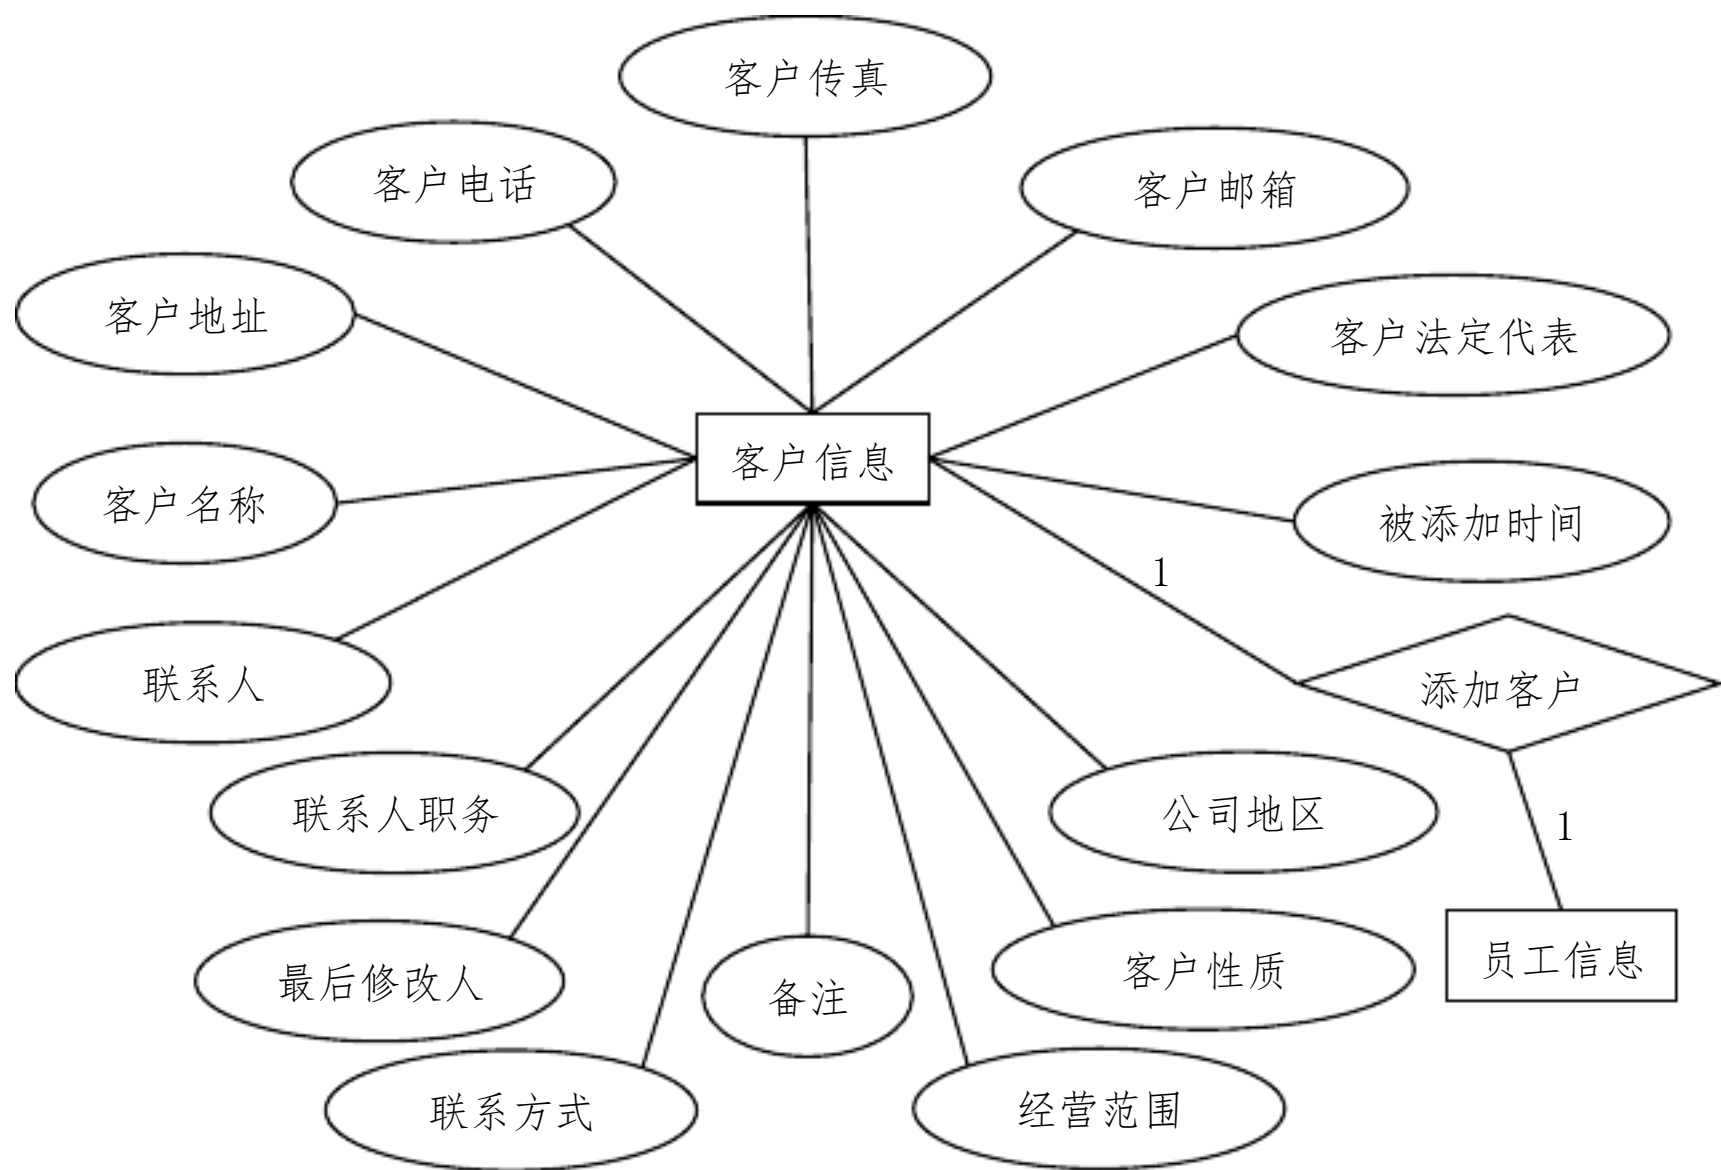 客户传真
客户电话
客户邮箱
客户地址
客户法定代表
客户信息
客户名称
被添加时间
1
联系人
添加客户
联系人职务
公司地区
1
最后修改人
备注
客户性质
员工信息
联系方式
经营范围